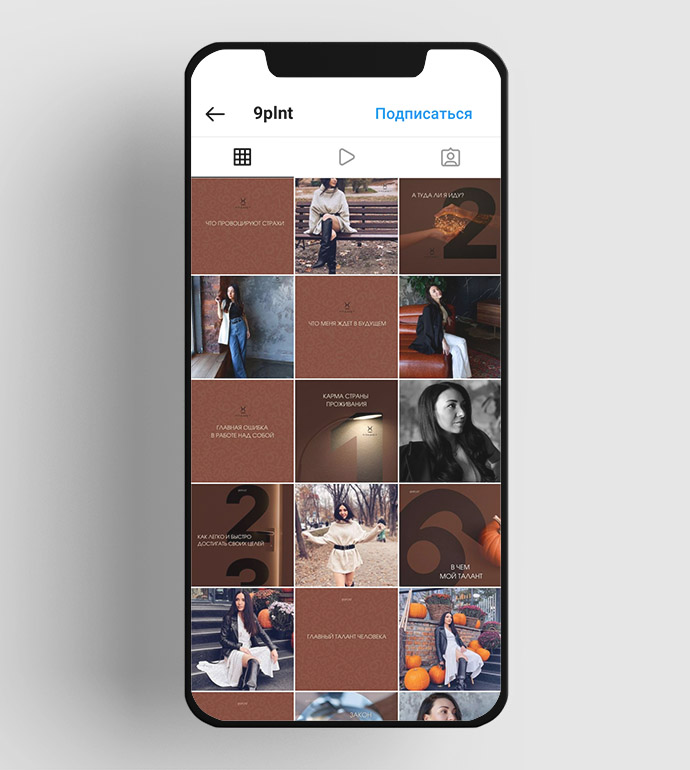 9plnt
Подписаться
ЧТО ПРОВОЦИРУЮТ СТРАХИ
А ТУДА ЛИ Я ИДУ?
2
ЧТО МЕНЯ ЖДЕТ В БУДУЩЕМ
ГЛАВНАЯ ОШИБКА
В РАБОТЕ НАД СОБОЙ
КАРМА СТРАНЫ
ПРОЖИВАНИЯ
1
2
КАК ЛЕГКО И БЫСТРО
ДОСТИГАТЬ СВОИХ ЦЕЛЕЙ
3
6
В ЧЕМ
МОЙ ТАЛАНТ
ГЛАВНЫЙ ТАЛАНТ ЧЕЛОВЕКА
ЗАКОН